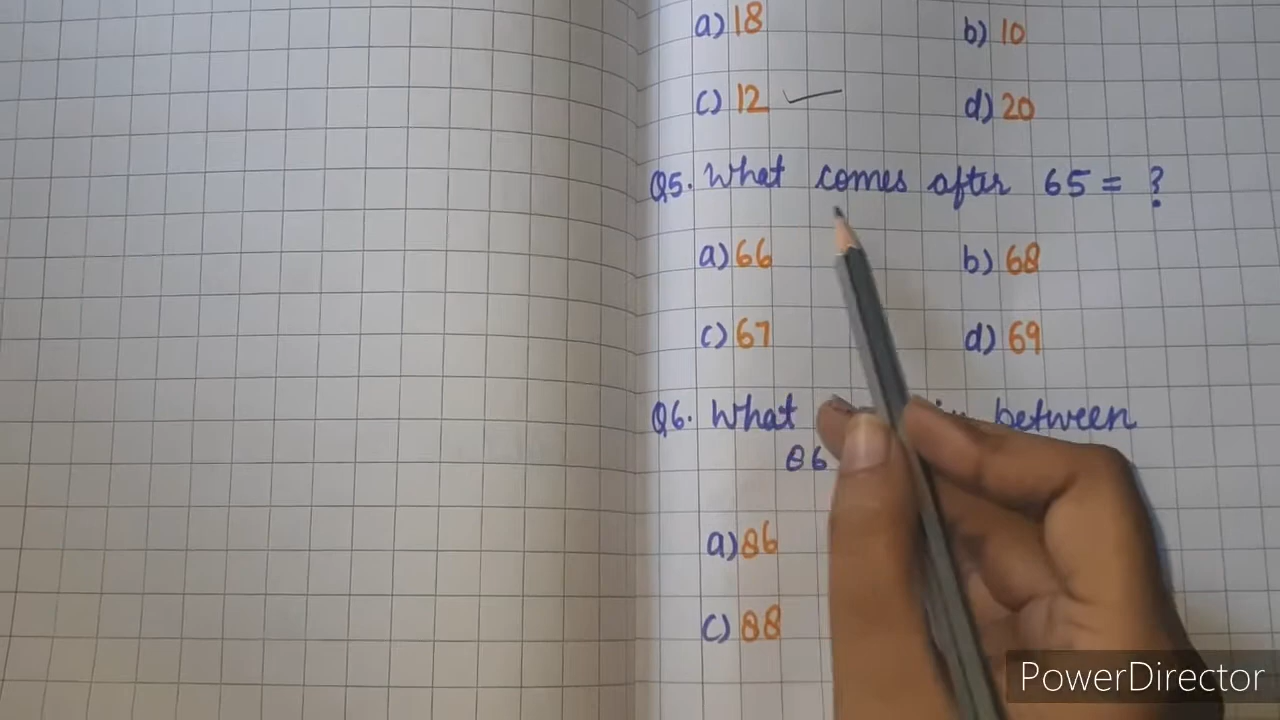 a) 18 b) 10
c) 12 d) 20
Q5. What comes after 65 = ?
a) 66 b) 68
c) 67 d) 69
Q6. What between
86
a) 86
c) 88
PowerDirector